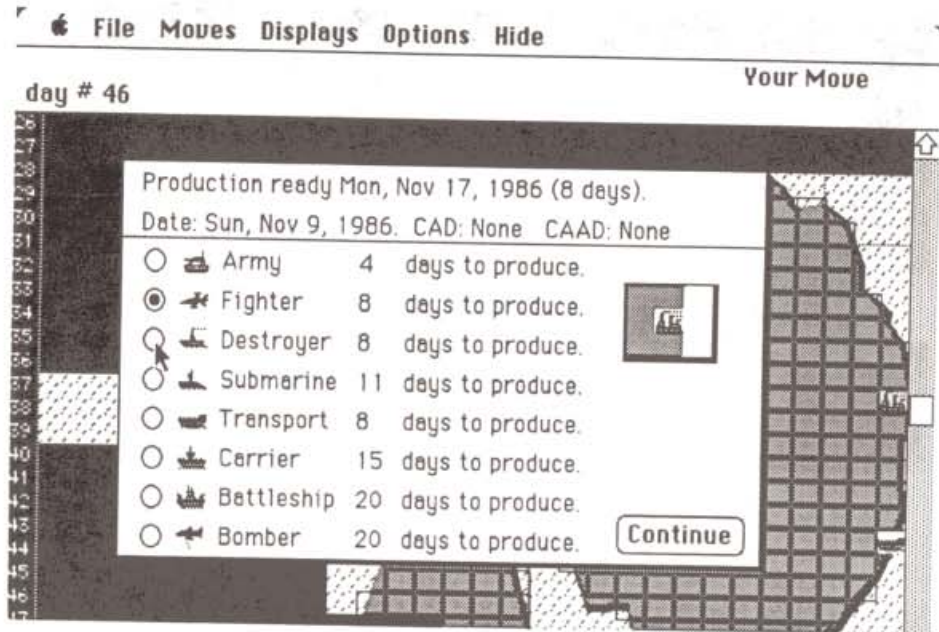 File Moves Displays Options Hide
Your Move
day # 46
Production ready Mon, Nov 17, 1986 (8 days).
Date: Sun, Nov 9, 1986. CAD: None CAAD: None
Army 4 days to produce.
Fighter 8 days to produce.
Destroyer 8 days to produce.
Submarine 11 days to produce.
Transport 8 days to produce.
Carrier 15 days to produce.
Battleship 20 days to produce.
Bomber 20 days to produce.
Continue